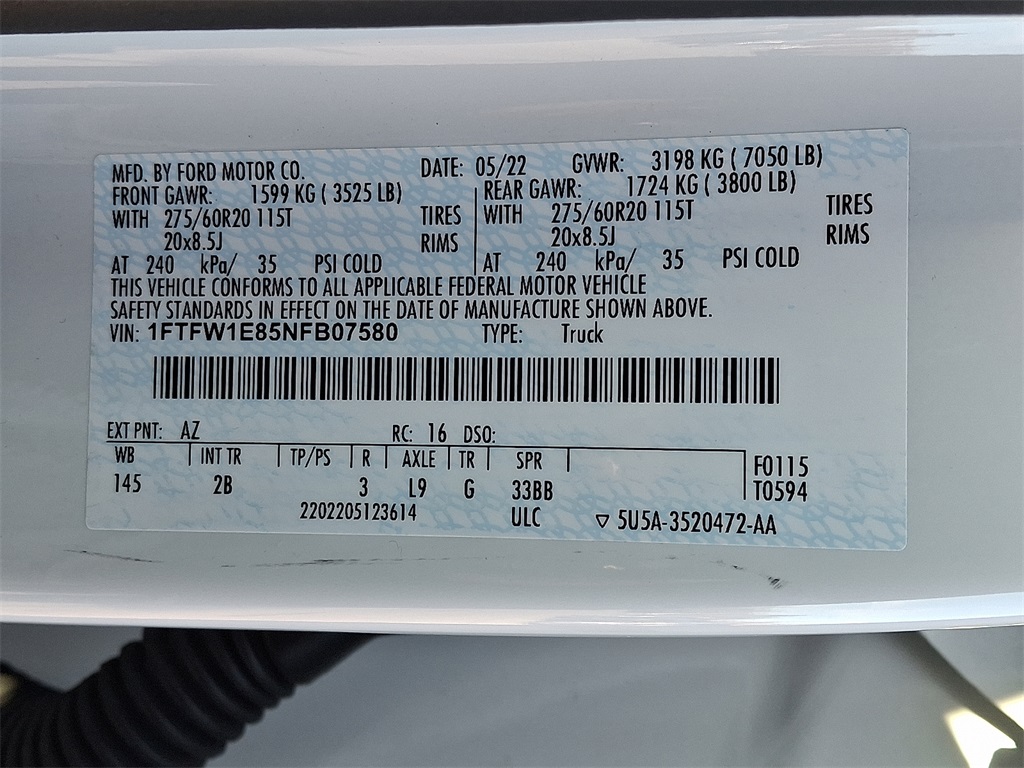 MFD. BY FORD MOTOR CO. DATE: 05/22 GVWR: 3198 KG ( 7050 LB)
FRONT GAWR: 1599 KG ( 3525 LB) REAR GAWR: 1724 KG ( 3800 LB)
WITH 275/60R20 115T TIRES WITH 275/60R20 115T TIRES
20x8.5J RIMS 20x8.5J RIMS
AT 240 kPa/ 35 PSI COLD AT 240 kPa/ 35 PSI COLD
THIS VEHICLE CONFORMS TO ALL APPLICABLE FEDERAL MOTOR VEHICLE
SAFETY STANDARDS IN EFFECT ON THE DATE OF MANUFACTURE SHOWN ABOVE.
VIN: 1FTFW1E85NFB07580 TYPE: Truck
EXT PNT: AZ RC: 16 DSO:
WB INT TR TP/PS R AXLE TR SPR F0115
145 2B 3 L9 G 33BB T0594
2202205123614 ULC ▽ 5U5A-3520472-AA